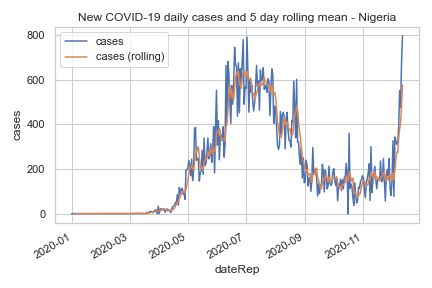 New COVID-19 daily cases and 5 day rolling mean - Nigeria
cases
cases (rolling)
800
600
400
200
0
cases
2020-01
2020-03
2020-05
2020-07
2020-09
2020-11
dateRep